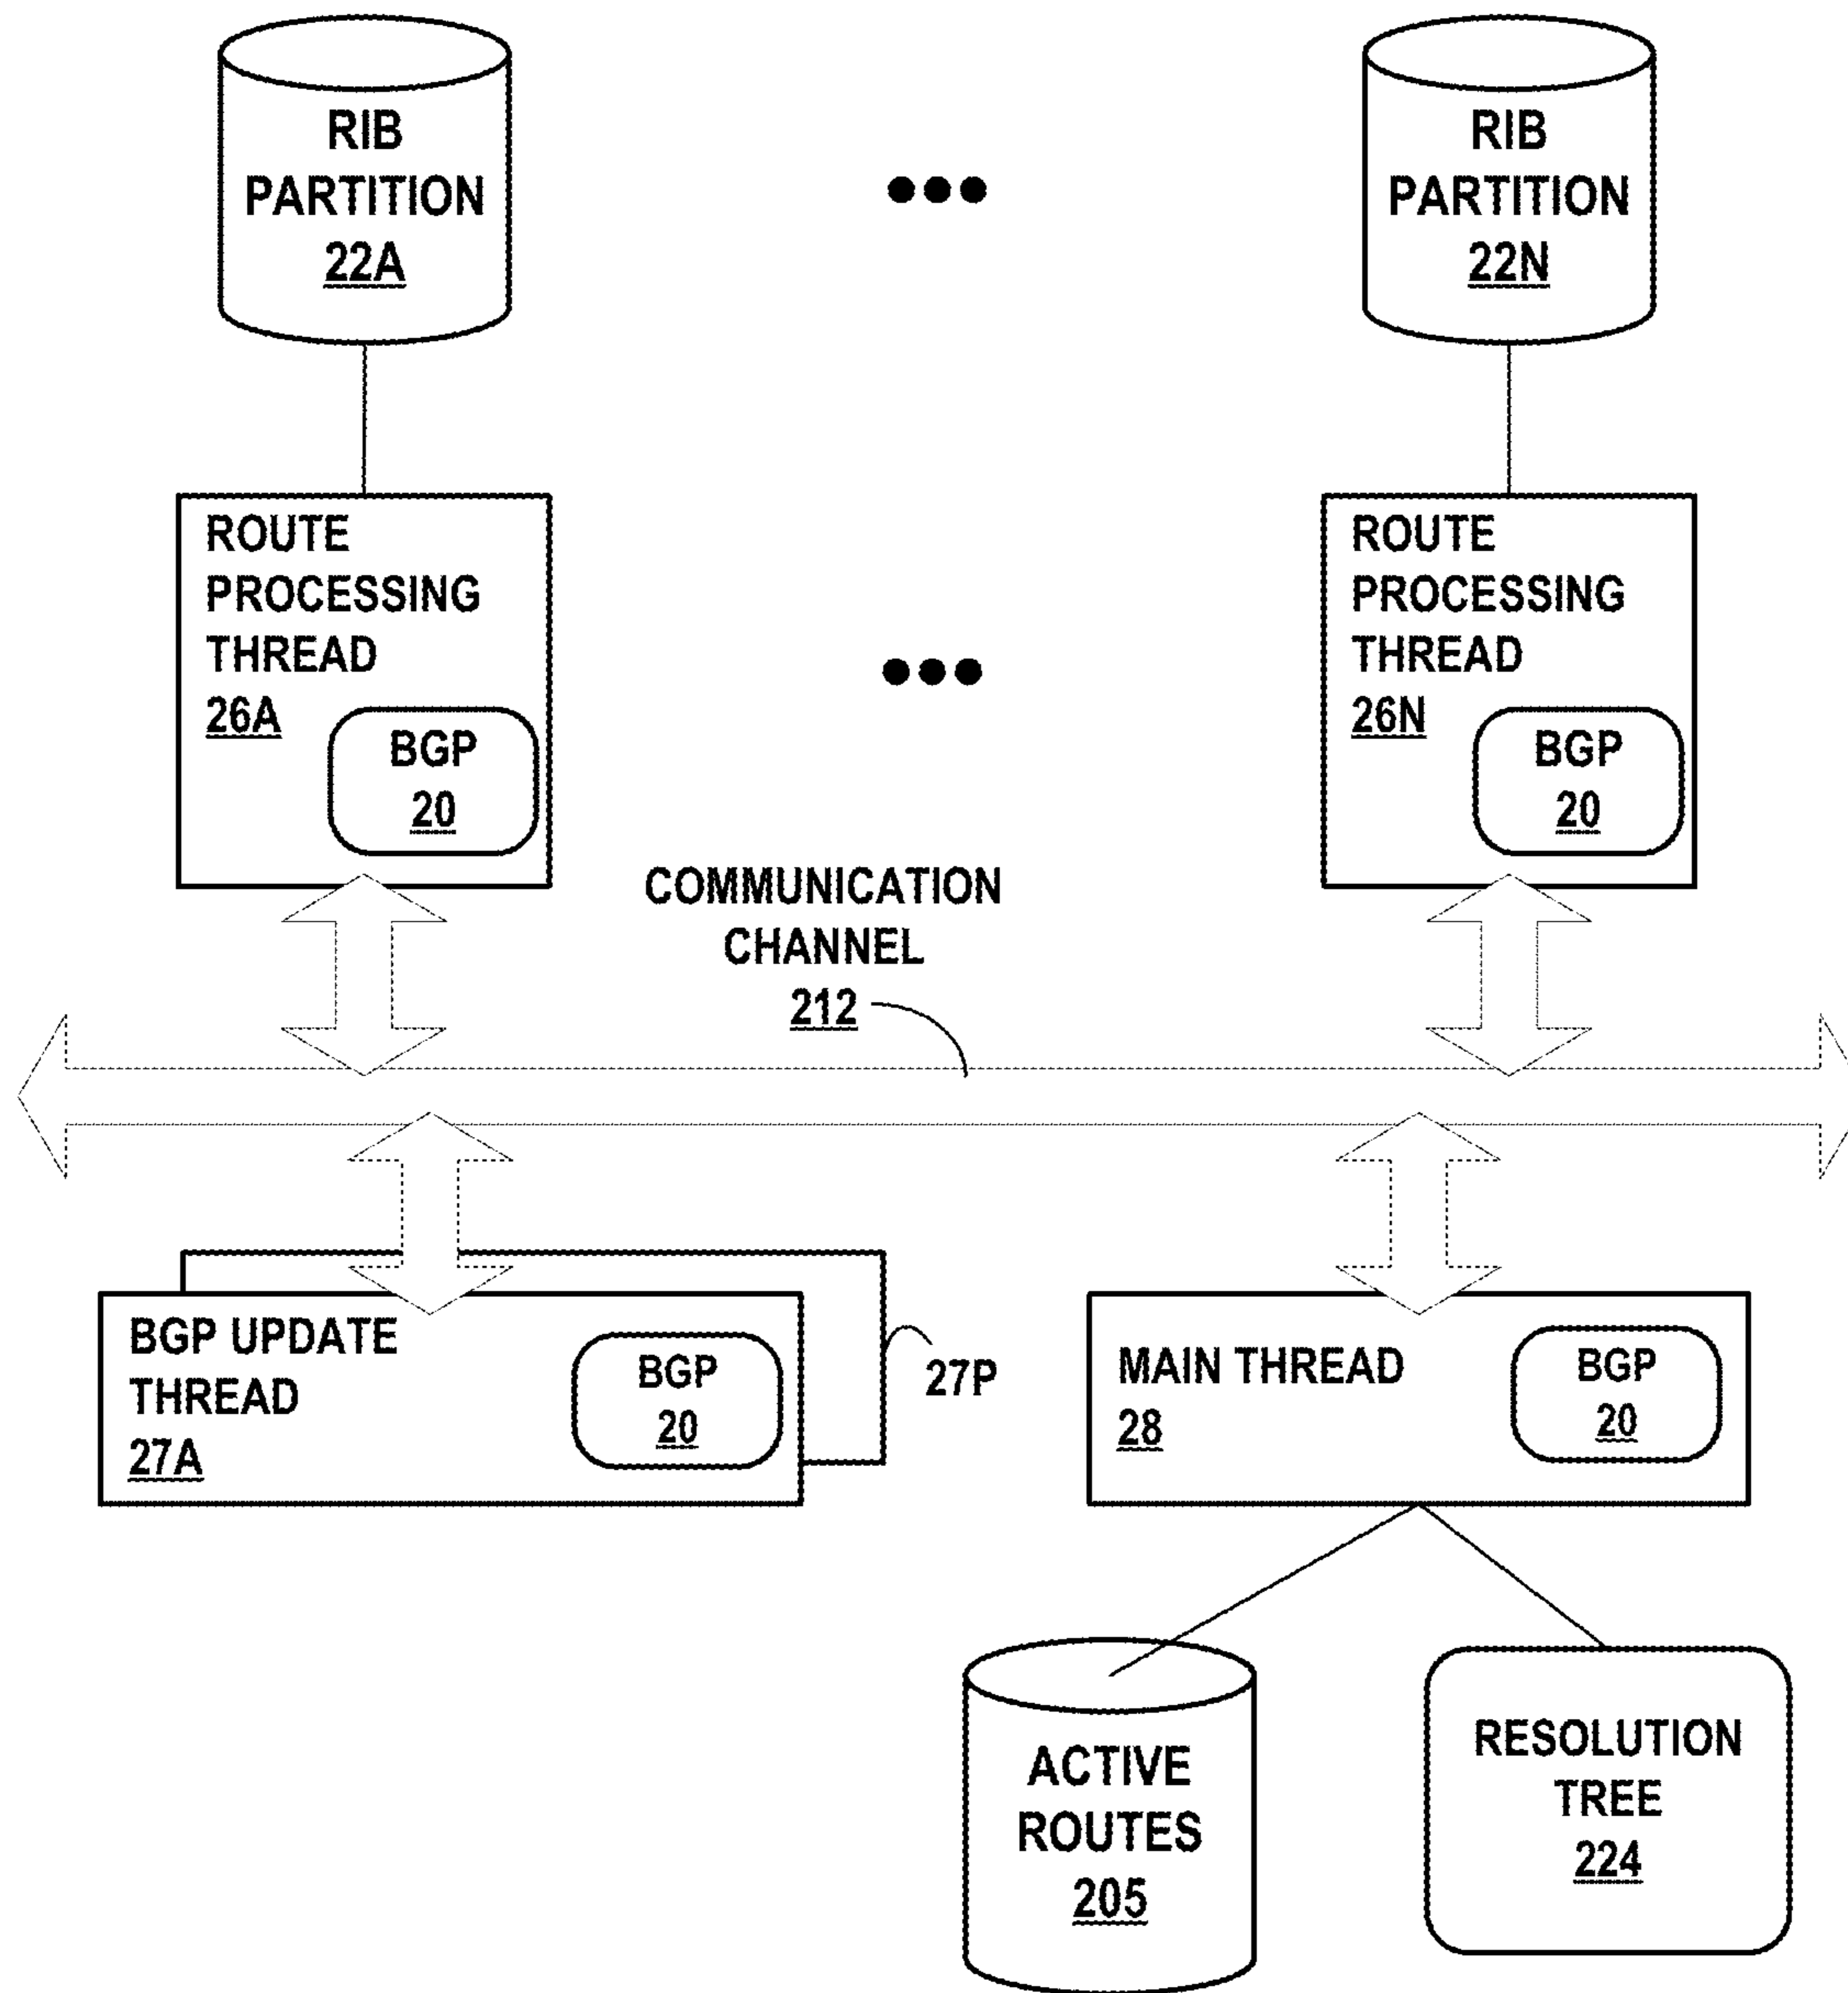 RIB
PARTITION
22A
RIB
PARTITION
22N
ROUTE
PROCESSING
THREAD
26A
BGP
20
ROUTE
PROCESSING
THREAD
26N
BGP
20
COMMUNICATION
CHANNEL
212
BGP UPDATE
THREAD
27A
BGP
20
27P
MAIN THREAD
28
BGP
20
ACTIVE
ROUTES
205
RESOLUTION
TREE
224